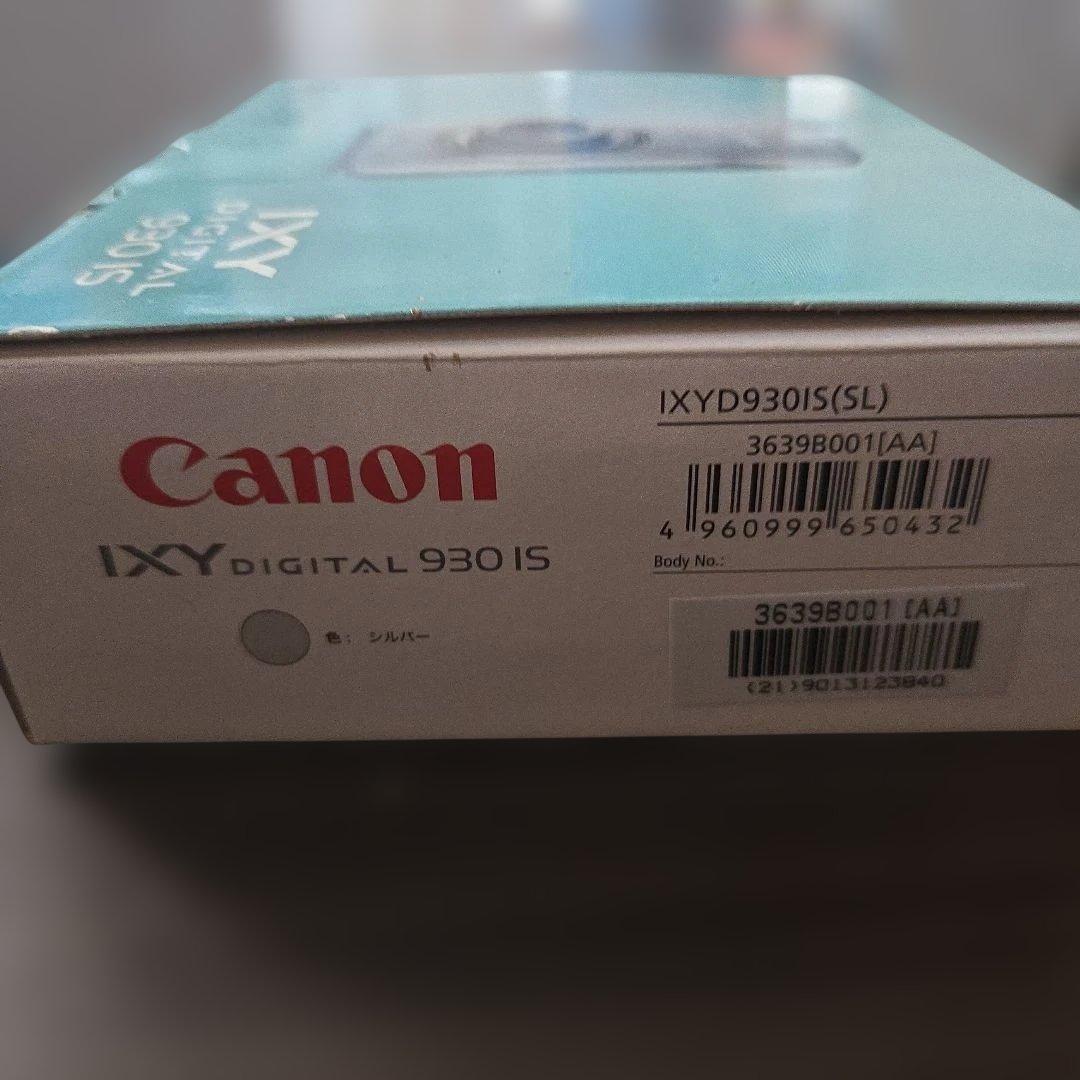 IXY
DIGITAL
930 IS
Canon
IXY DIGITAL 930 IS
色： シルバー
IXYD930IS(SL)
3639B001[AA]
4 960999 650432
Body No.:
3639B001 [AA]
(21)9013123840